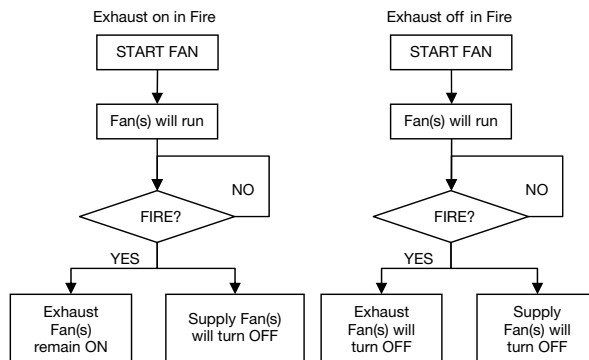 Exhaust on in Fire
START FAN
Fan(s) will run
NO
FIRE?
YES
Exhaust
Fan(s)
remain ON
Supply Fan(s)
will turn OFF
Exhaust off in Fire
START FAN
Fan(s) will run
NO
FIRE?
YES
Exhaust
Fan(s) will
turn OFF
Supply
Fan(s) will
turn OFF